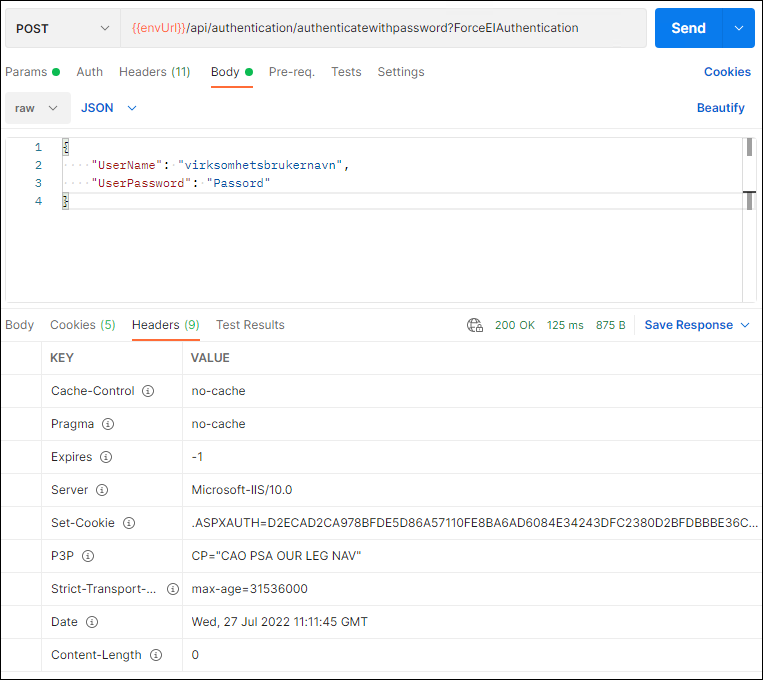 POST {{envUrl}}/api/authentication/authenticatewithpassword?ForceEIAuthentication Send
Params Auth Headers (11) Body Pre-req. Tests Settings Cookies
raw JSON Beautify
1 {
2 "UserName": "virksomhetsbrukernavn",
3 "UserPassword": "Passord"
4 }
Body Cookies (5) Headers (9) Test Results 200 OK 125 ms 875 B Save Response
KEY VALUE
Cache-Control no-cache
Pragma no-cache
Expires -1
Server Microsoft-IIS/10.0
Set-Cookie .ASPXAUTH=D2ECAD2CA978BFDE5D86A57110FE8BA6AD6084E34243DFC2380D2BFDBBBE36C...
P3P CP="CAO PSA OUR LEG NAV"
Strict-Transport-... max-age=31536000
Date Wed, 27 Jul 2022 11:11:45 GMT
Content-Length 0